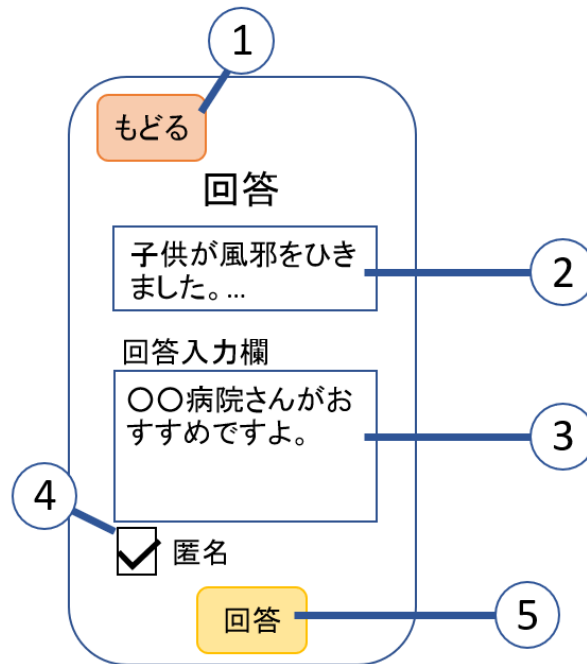 1
もどる
回答
子供が風邪をひき
ました。...
2
回答入力欄
〇〇病院さんがお
すすめですよ。
3
4
匿名
回答
5